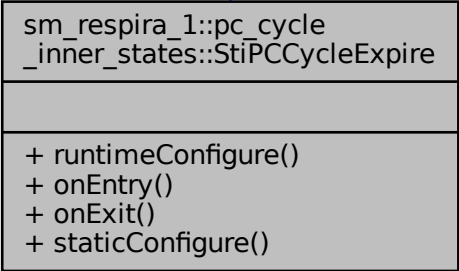 sm_respira_1::pc_cycle
_inner_states::StiPCCycleExpire
+ runtimeConfigure()
+ onEntry()
+ onExit()
+ staticConfigure()